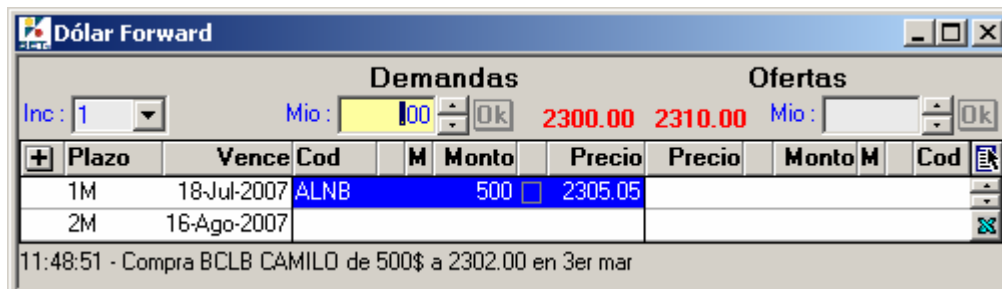 Dólar Forward
Demandas Ofertas
Inc : 1 Mio : 00 Ok 2300.00 2310.00 Mio : Ok
+ Plazo Vence Cod M Monto Precio Precio Monto M Cod
1M 18-Jul-2007 ALNB 500 2305.05
2M 16-Ago-2007
11:48:51 - Compra BCLB CAMILO de 500$ a 2302.00 en 3er mar